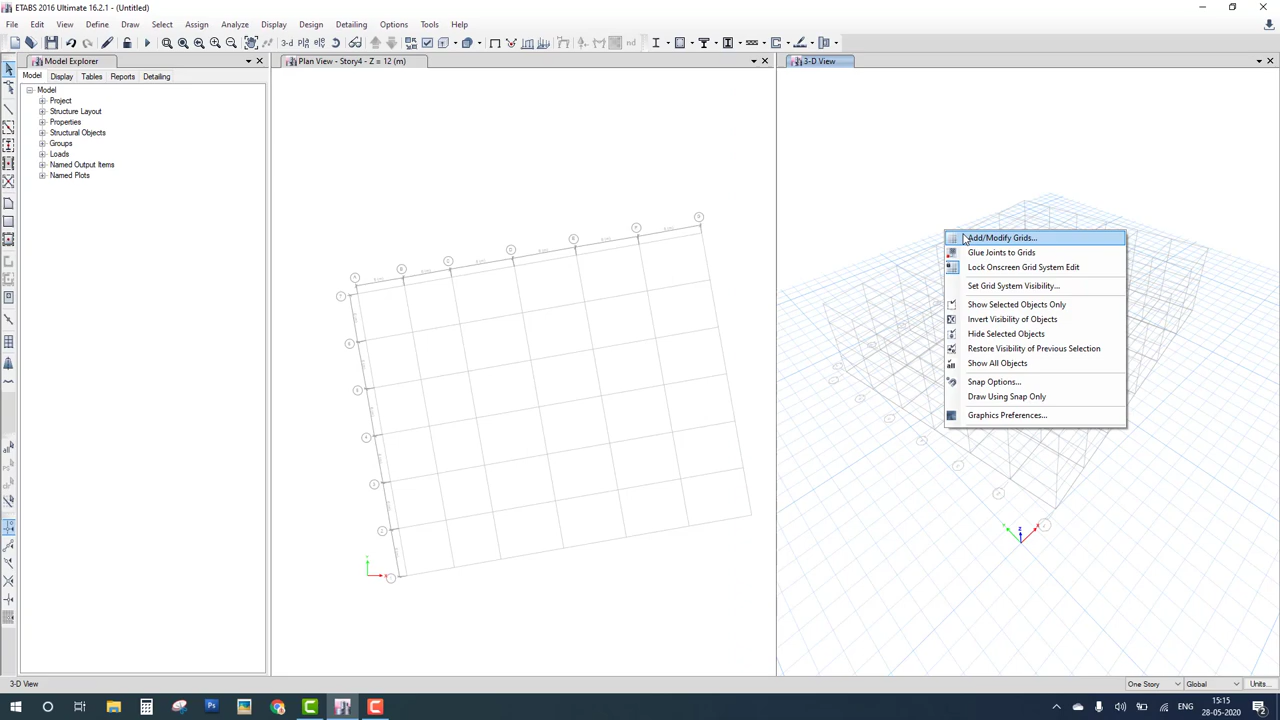 ETABS 2016 Ultimate 16.2.1 - (Untitled)
File Edit View Define Draw Select Assign Analyze Display Design Detailing Options Tools Help
3-d nd
Model Explorer
Plan View - Story4 - Z = 12 (m)
3-D View
Model Display Tables Reports Detailing
Model
Project
Structure Layout
Properties
Structural Objects
Groups
Loads
Named Output Items
Named Plots
Add/Modify Grids...
Glue Joints to Grids
Lock Onscreen Grid System Edit
Set Grid System Visibility...
Show Selected Objects Only
Invert Visibility of Objects
Hide Selected Objects
Restore Visibility of Previous Selection
Show All Objects
Snap Options...
Draw Using Snap Only
Graphics Preferences...
all
3-D View
One Story Global Units...
ENG 15:15
28-05-2020